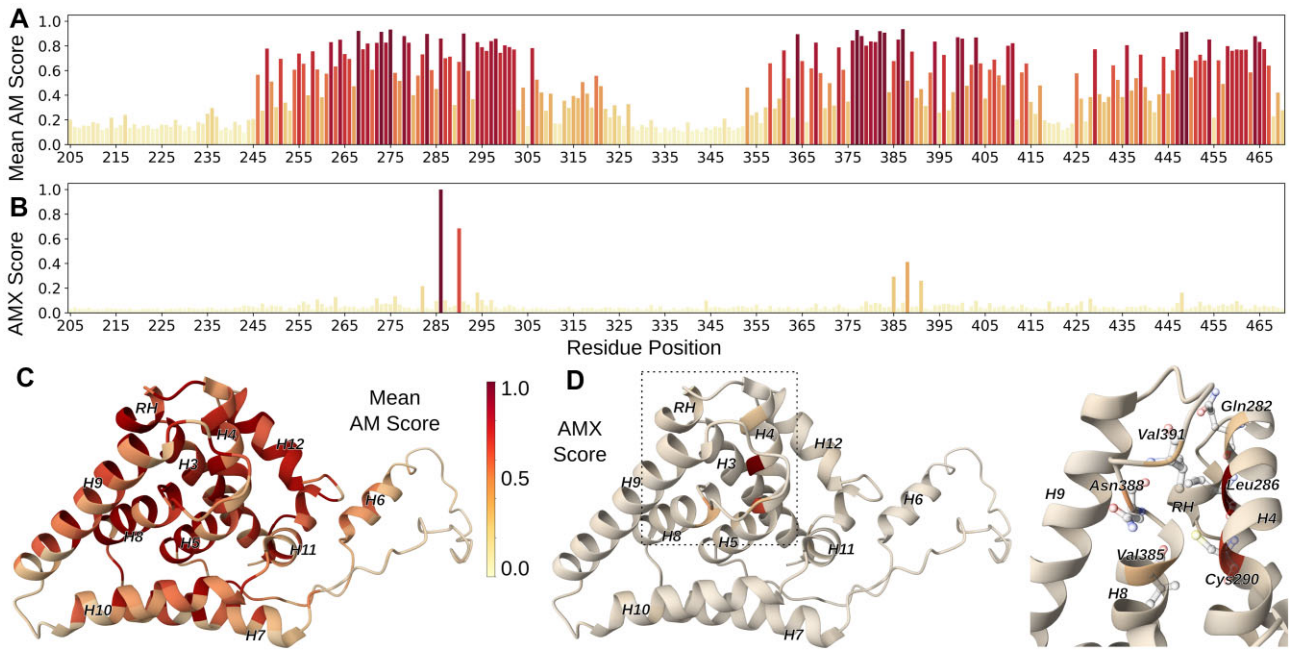 A
Mean AM Score
1.0
0.8
0.6
0.4
0.2
0.0
205 215 225 235 245 255 265 275 285 295 305 315 325 335 345 355 365 375 385 395 405 415 425 435 445 455 465
B
AMX Score
1.0
0.8
0.6
0.4
0.2
0.0
205 215 225 235 245 255 265 275 285 295 305 315 325 335 345 355 365 375 385 395 405 415 425 435 445 455 465
Residue Position
C
RH
H4
H12
H3
H9
H8
H5
H11
H6
H10
H7
Mean
AM Score
1.0
0.5
0.0
D
AMX
Score
RH
H4
H12
H3
H9
H6
H8
H5
H11
H10
H7
Gln282
Val391
Asn388
Leu286
H9
RH
H4
Val385
Cys290
H8